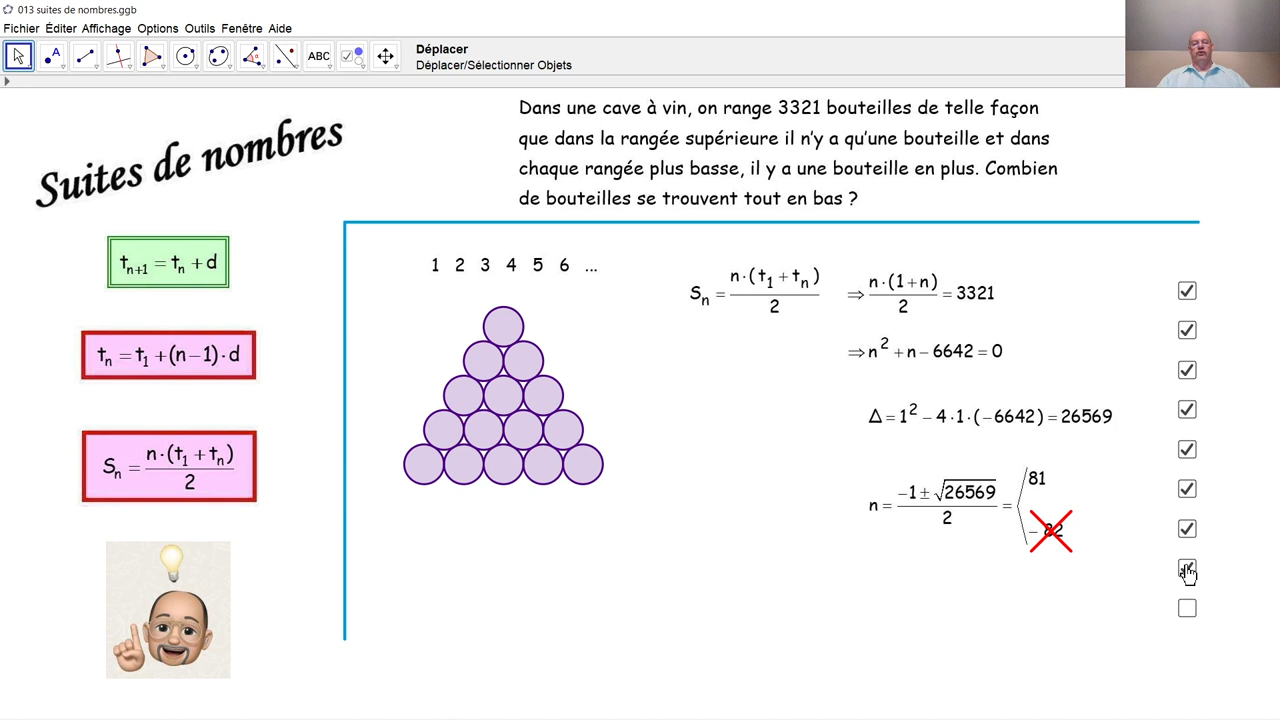 013 suites de nombres.ggb
Fichier Éditer Affichage Options Outils Fenêtre Aide
ABC
Déplacer
Déplacer/Sélectionner Objets
Suites de nombres
Dans une cave à vin, on range 3321 bouteilles de telle façon
que dans la rangée supérieure il n'y a qu'une bouteille et dans
chaque rangée plus basse, il y a une bouteille en plus. Combien
de bouteilles se trouvent tout en bas ?
t_{n+1} = t_n + d
t_n = t_1 + (n−1)·d
S_n = n·(t_1 + t_n) / 2
1 2 3 4 5 6 ...
S_n = n·(t_1 + t_n) / 2 ⇒ n·(1+n) / 2 = 3321
⇒ n² + n − 6642 = 0
Δ = 1² − 4·1·(−6642) = 26569
n = (−1 ± √26569) / 2 = 81
− 82